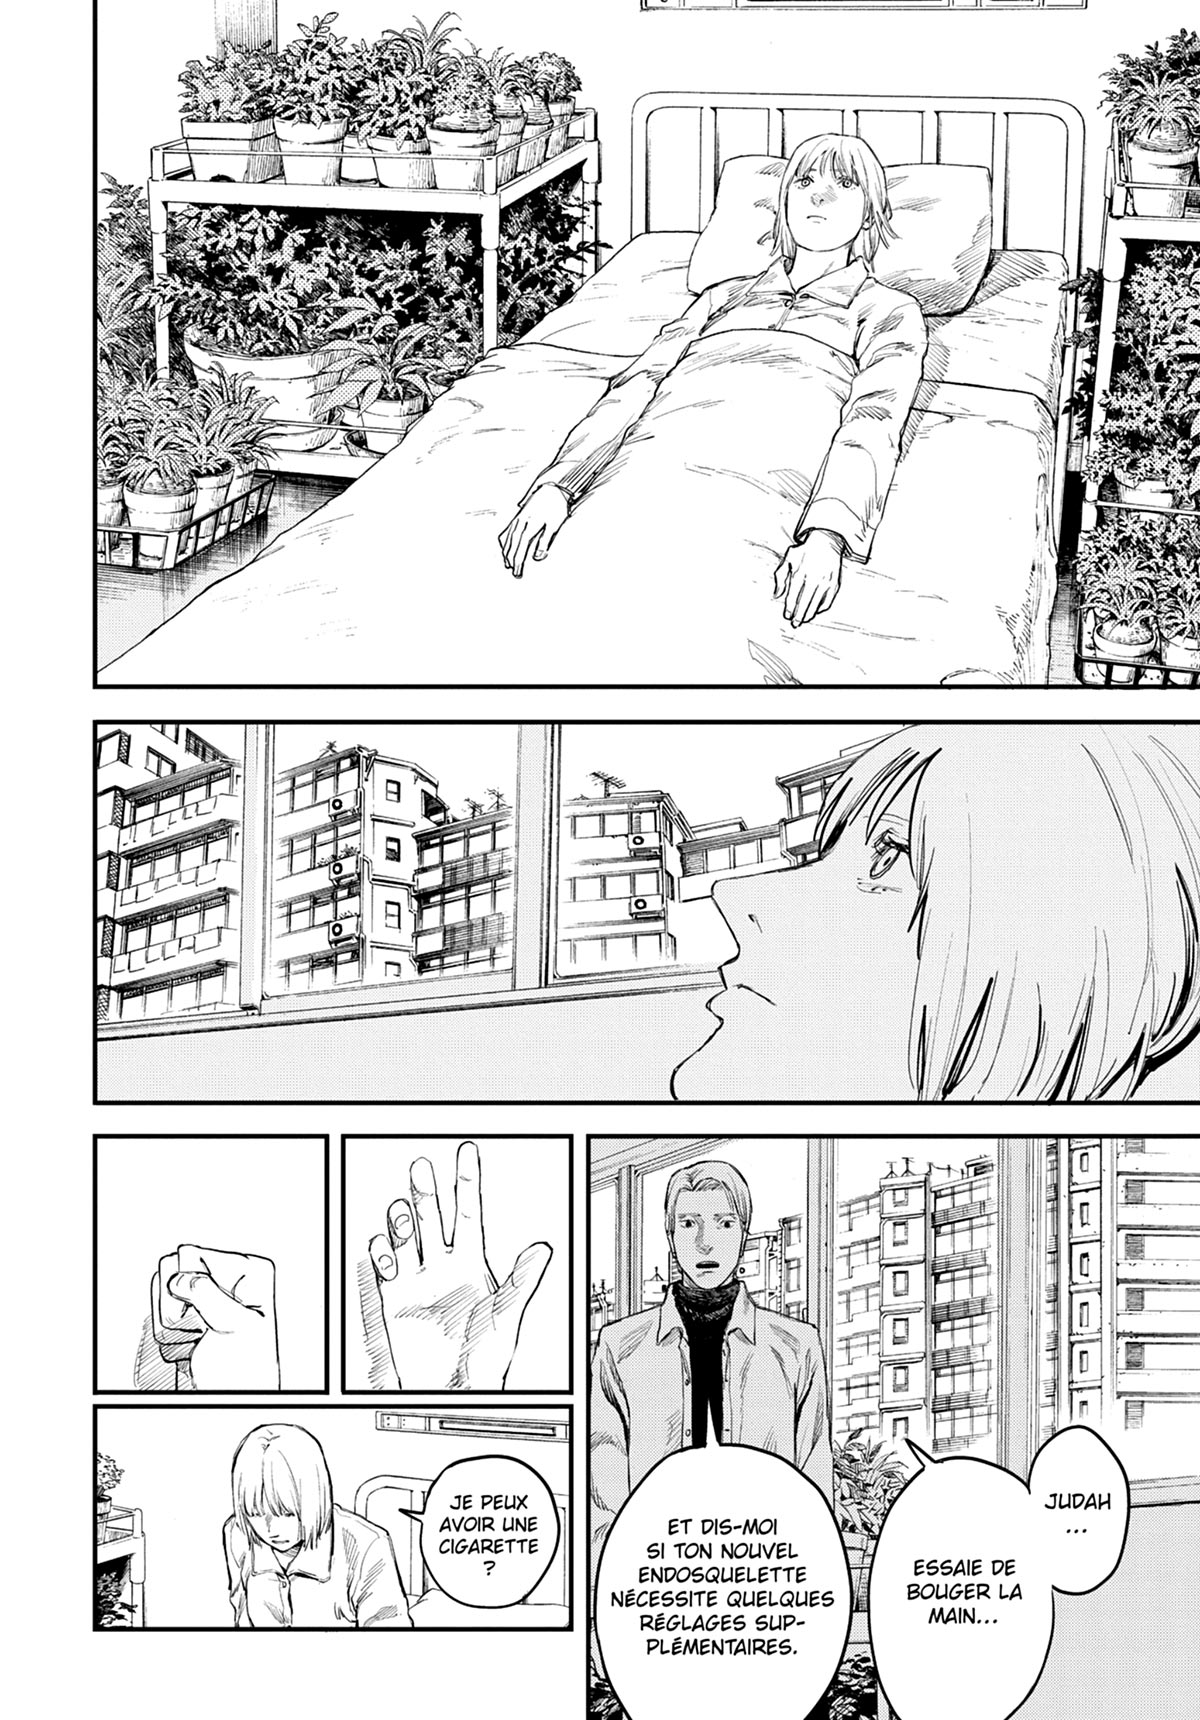 JUDAH
...
ESSAIE DE
BOUGER LA
MAIN...
ET DIS-MOI
SI TON NOUVEL
ENDOSQUELETTE
NÉCESSITE QUELQUES
RÉGLAGES SUP-
PLÉMENTAIRES.
JE PEUX
AVOIR UNE
CIGARETTE
?